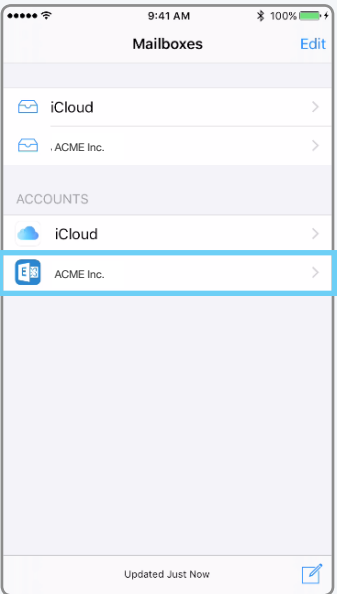 9:41 AM 100%
Mailboxes Edit
iCloud
. ACME Inc.
ACCOUNTS
iCloud
E ACME Inc.
Updated Just Now